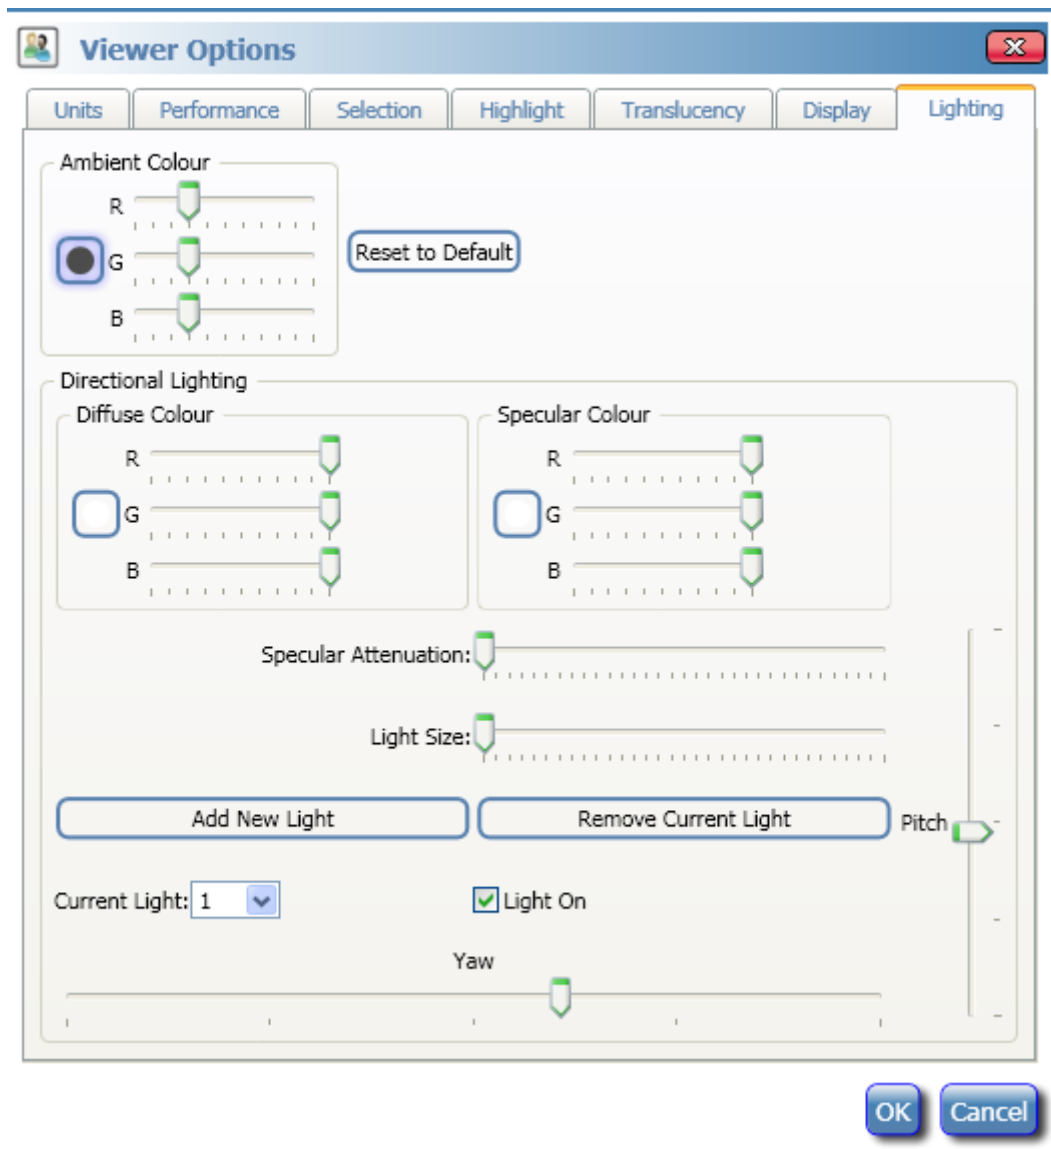 Viewer Options
Units Performance Selection Highlight Translucency Display Lighting
Ambient Colour
R
G
B
Reset to Default
Directional Lighting
Diffuse Colour
R
G
B
Specular Colour
R
G
B
Specular Attenuation:
Light Size:
Add New Light Remove Current Light
Pitch
Current Light: 1 Light On
Yaw
OK Cancel